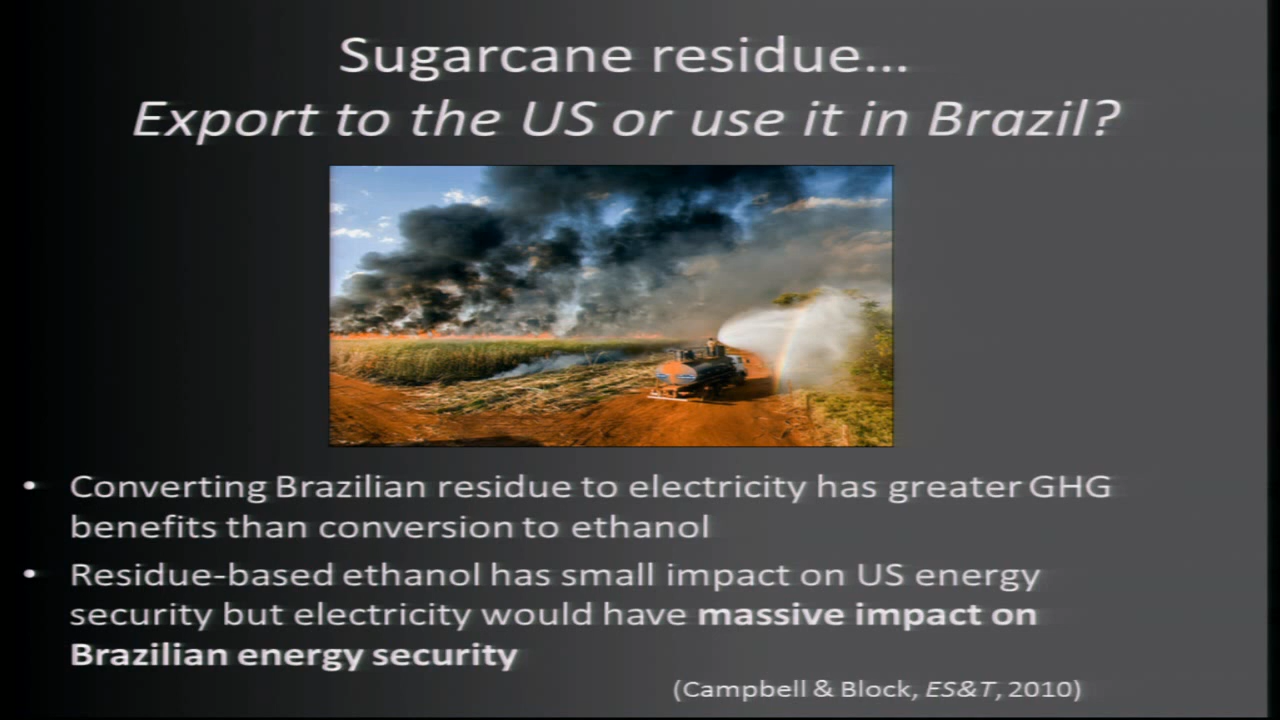 Sugarcane residue...
Export to the US or use it in Brazil?
• Converting Brazilian residue to electricity has greater GHG
benefits than conversion to ethanol
• Residue-based ethanol has small impact on US energy
security but electricity would have massive impact on
Brazilian energy security
(Campbell & Block, ES&T, 2010)